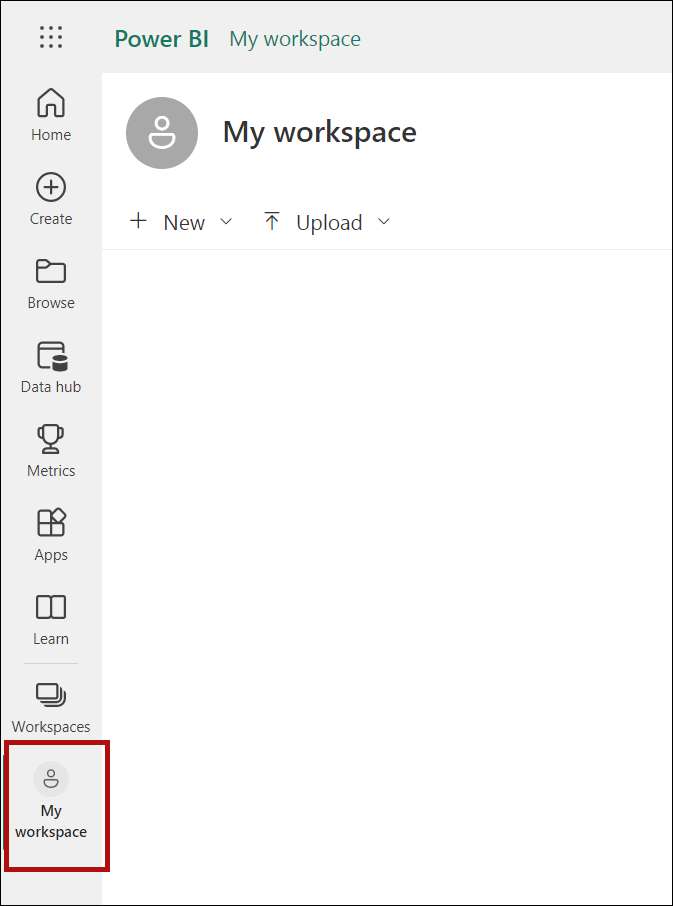 Power BI My workspace
My workspace
New
Upload
Home
Create
Browse
Data hub
Metrics
Apps
Learn
Workspaces
My
workspace